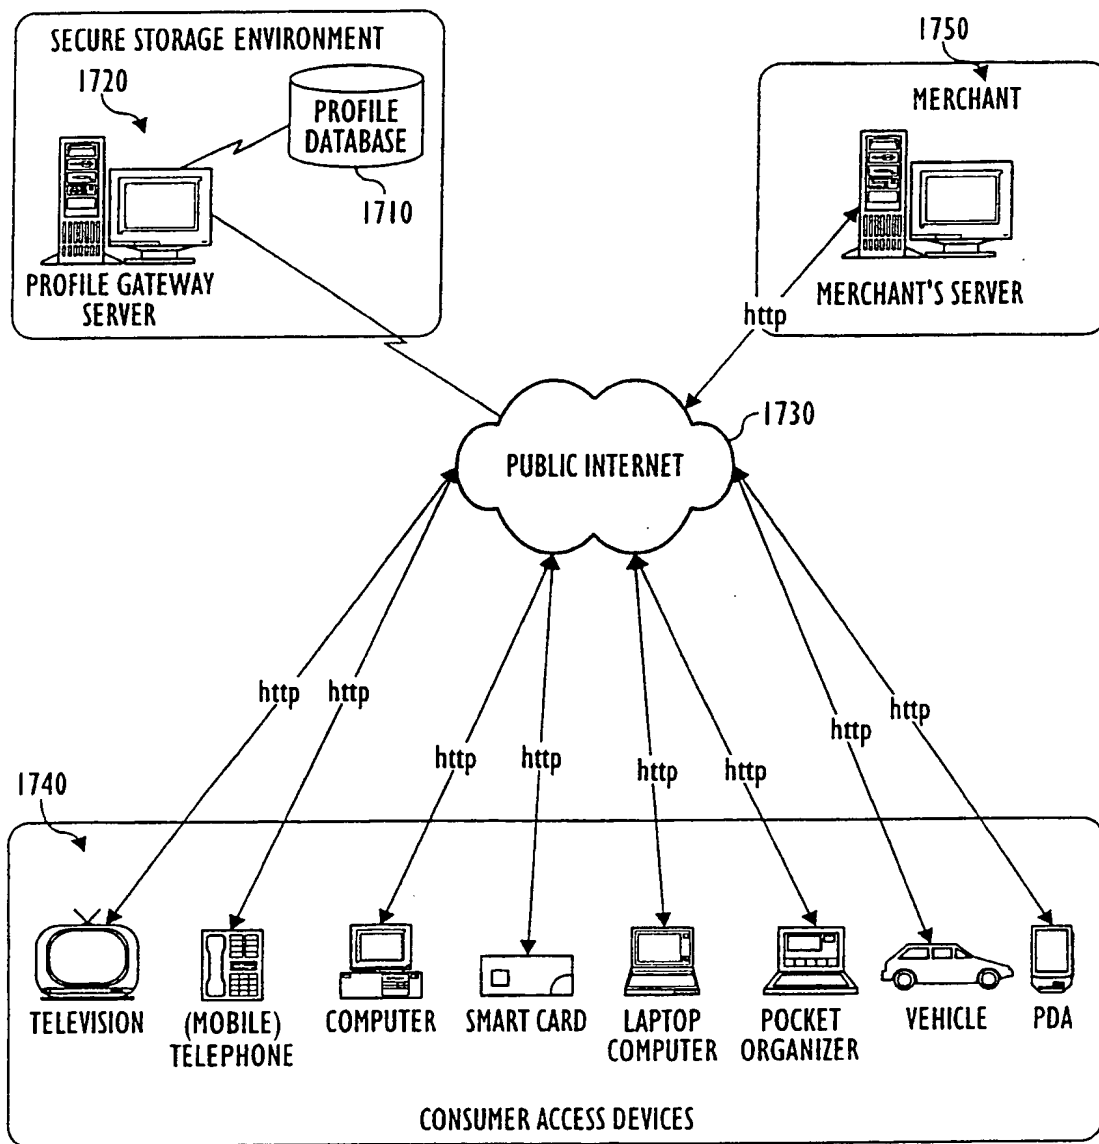 SECURE STORAGE ENVIRONMENT
1720
PROFILE
DATABASE
1710
PROFILE GATEWAY
SERVER
1750
MERCHANT
MERCHANT'S SERVER
http
1730
PUBLIC INTERNET
http
http
http
http
http
http
http
http
1740
TELEVISION
(MOBILE)
TELEPHONE
COMPUTER
SMART CARD
LAPTOP
COMPUTER
POCKET
ORGANIZER
VEHICLE
PDA
CONSUMER ACCESS DEVICES